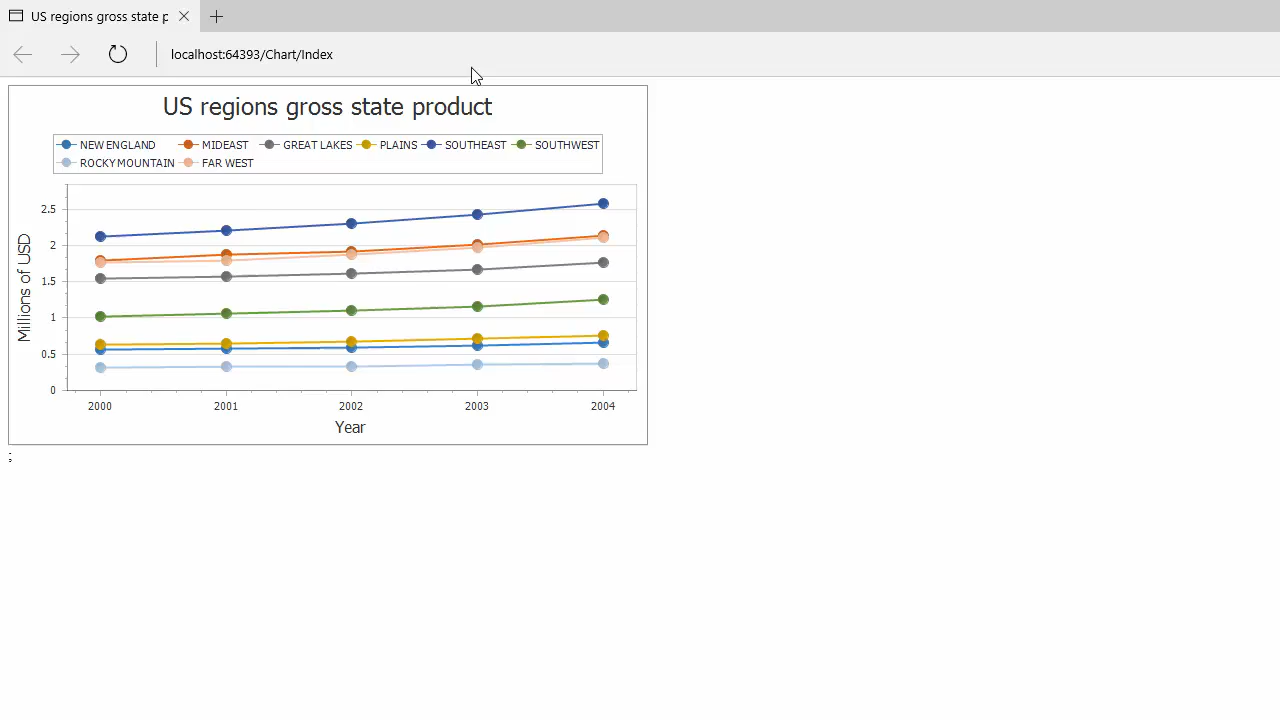 US regions gross state p
localhost:64393/Chart/Index
US regions gross state product
NEW ENGLAND MIDEAST GREAT LAKES PLAINS SOUTHEAST SOUTHWEST
ROCKY MOUNTAIN FAR WEST
Millions of USD
2.5
2
1.5
1
0.5
0
2000 2001 2002 2003 2004
Year
;